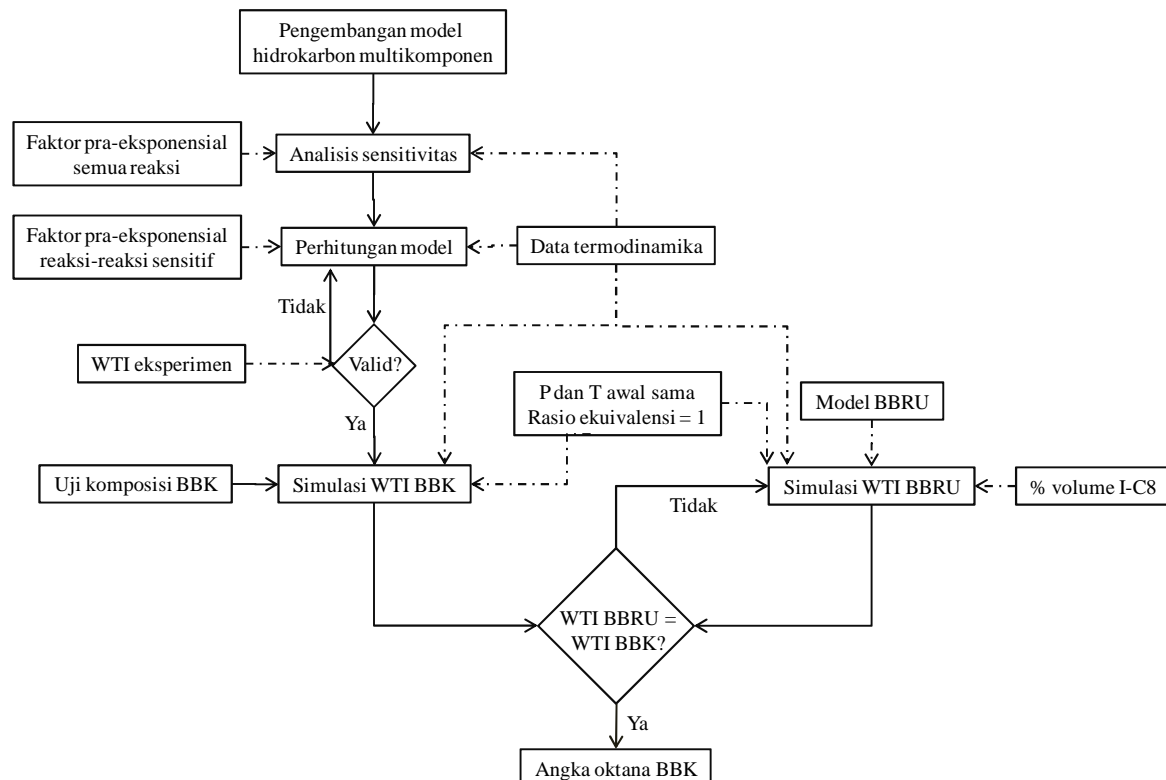 Pengembangan model
hidrokarbon multikomponen
Faktor pra-eksponensial
semua reaksi
Analisis sensitivitas
Faktor pra-eksponensial
reaksi-reaksi sensitif
Perhitungan model
Data termodinamika
Tidak
WTI eksperimen
Valid?
P dan T awal sama
Rasio ekuivalensi = 1
Model BBRU
Ya
Uji komposisi BBK
Simulasi WTI BBK
Simulasi WTI BBRU
% volume I-C8
Tidak
WTI BBRU =
WTI BBK?
Ya
Angka oktana BBK